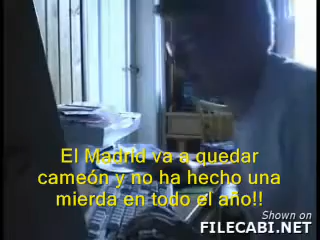 El Madrid va a quedar
cameón y no ha hecho una
mierda en todo el año!!
Shown on
FILECABI.NET